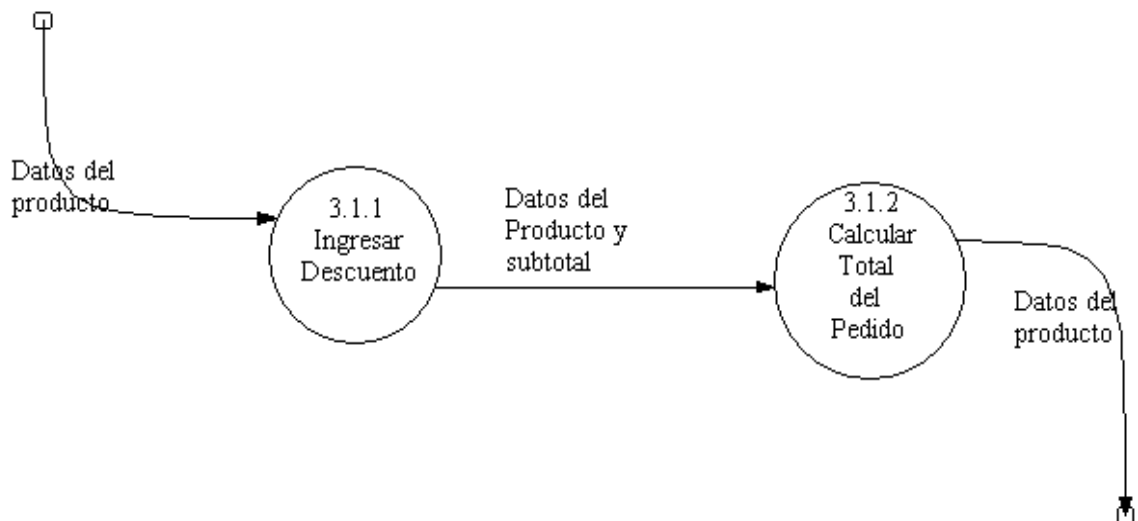 Datos del
producto
3.1.1
Ingresar
Descuento
Datos del
Producto y
subtotal
3.1.2
Calcular
Total
del
Pedido
Datos del
producto